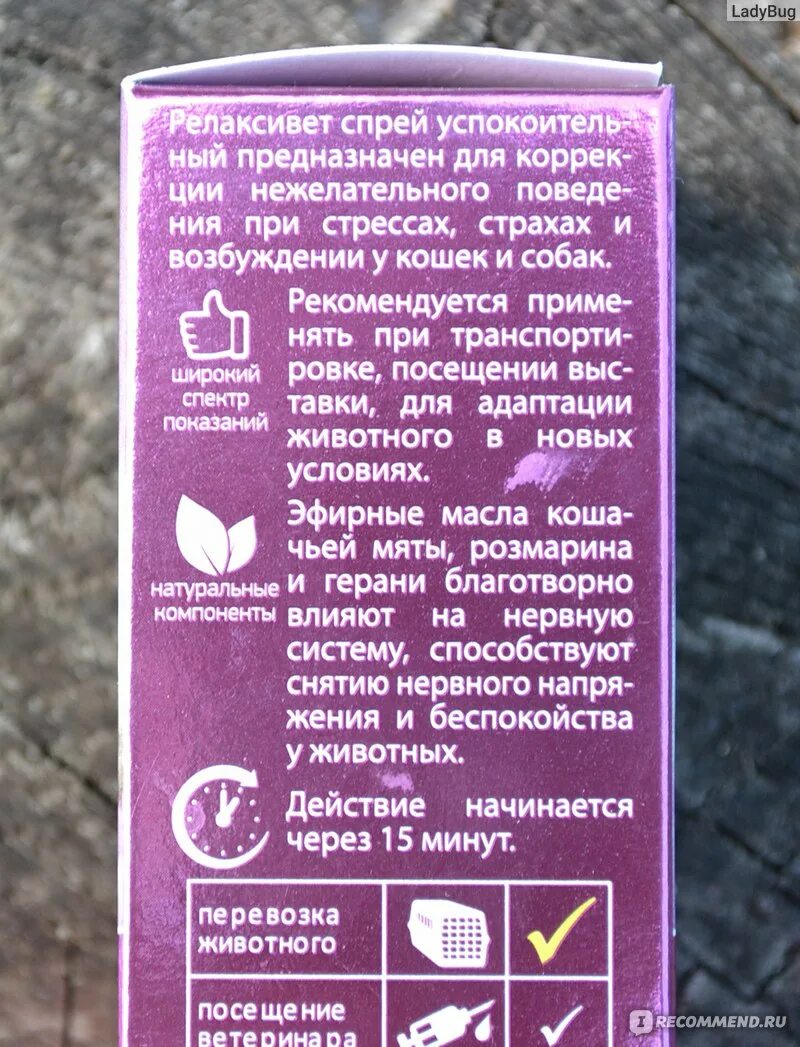 LadyBug
Релаксивет спрей успокоитель-
ный предназначен для коррек-
ции нежелательного поведе-
ния при стрессах, страхах и
возбуждении у кошек и собак.
широкий
спектр
показаний
Рекомендуется приме-
нять при транспорти-
ровке, посещении выс-
тавки, для адаптации
животного в новых
условиях.
натуральные
компоненты
Эфирные масла коша-
чьей мяты, розмарина
и герани благотворно
влияют на нервную
систему, способствуют
снятию нервного напря-
жения и беспокойства
у животных.
Действие начинается
через 15 минут.
перевозка
животного
посещение
ветеринара
IRECOMMEND.RU